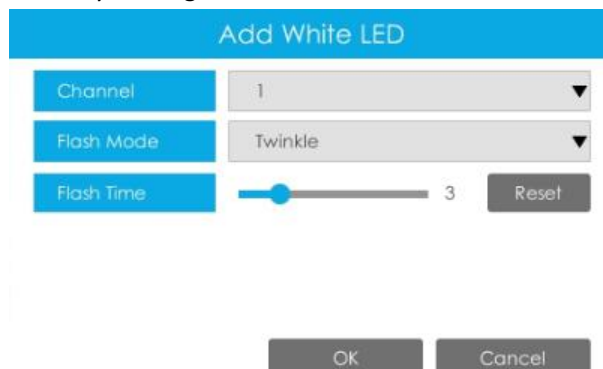 Add White LED
Channel 1
Flash Mode Twinkle
Flash Time 3 Reset
OK Cancel